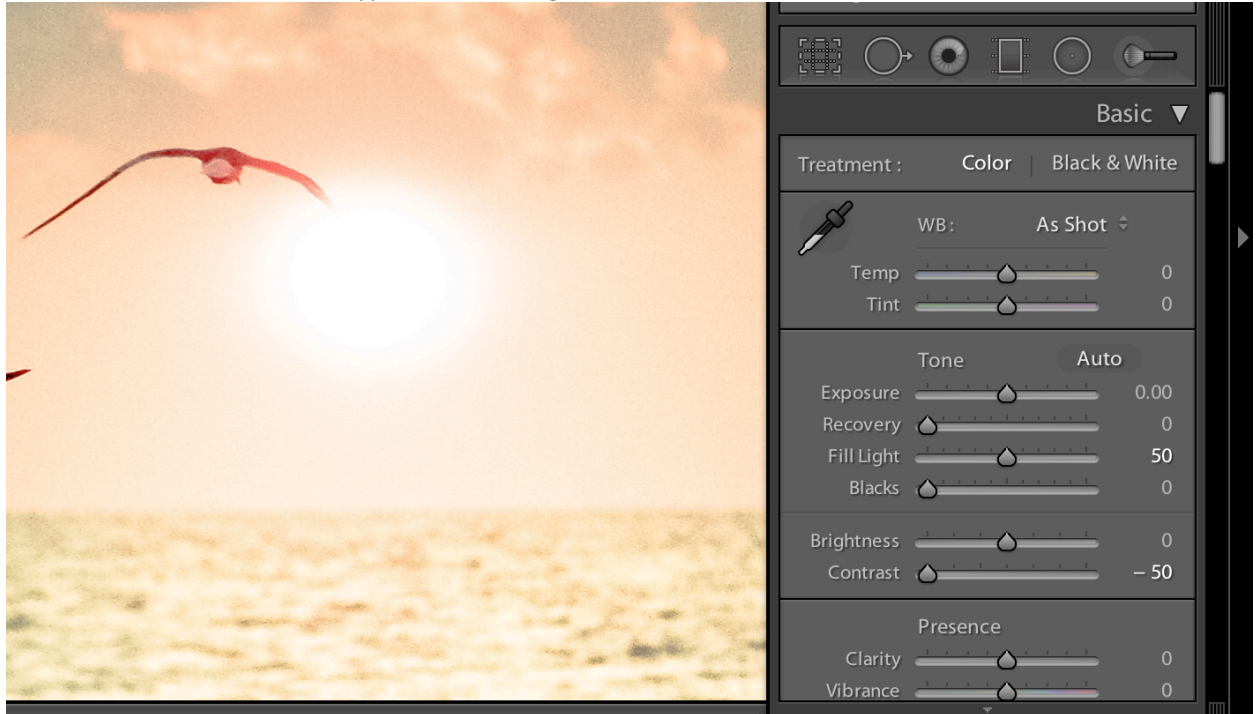 Basic
Treatment : Color | Black & White
WB: As Shot
Temp 0
Tint 0
Tone Auto
Exposure 0.00
Recovery 0
Fill Light 50
Blacks 0
Brightness 0
Contrast – 50
Presence
Clarity 0
Vibrance 0